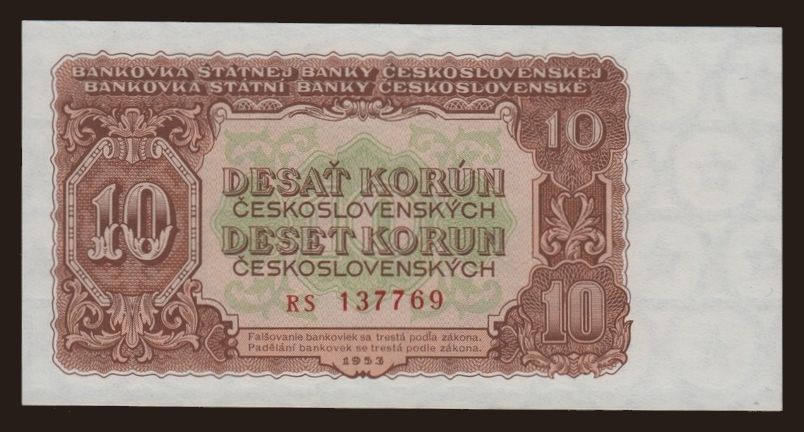 BANKOVKA ŠTÁTNEJ BANKY ČESKOSLOVENSKEJ
BANKOVKA STÁTNÍ BANKY ČESKOSLOVENSKÉ
10
10
DESAŤ KORÚN
ČESKOSLOVENSKÝCH
DESET KORUN
ČESKOSLOVENSKÝCH
RS 137769
10
Falšovanie bankoviek sa trestá podľa zákona.
Padělání bankovek se trestá podle zákona.
1953